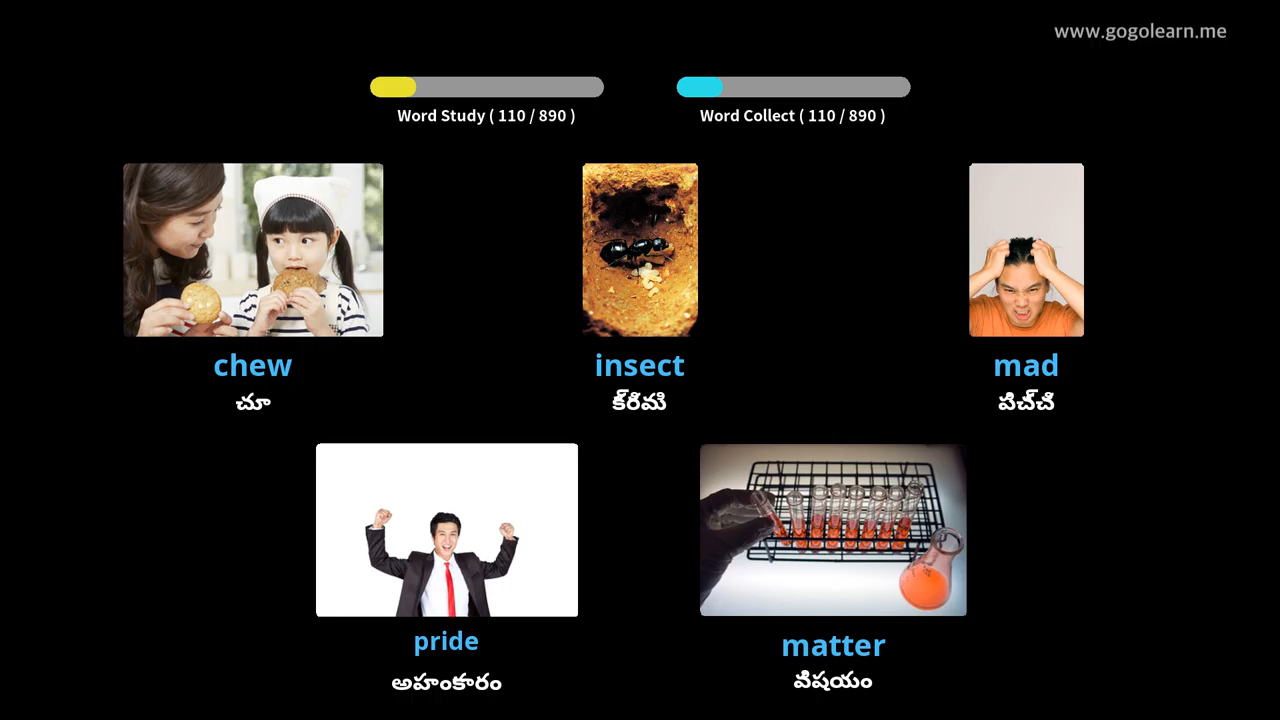 www.gogolearn.me
Word Study ( 110 / 890 )
Word Collect ( 110 / 890 )
chew
చూ
insect
క్రిమి
mad
పిచ్చి
pride
అహంకారం
matter
విషయం